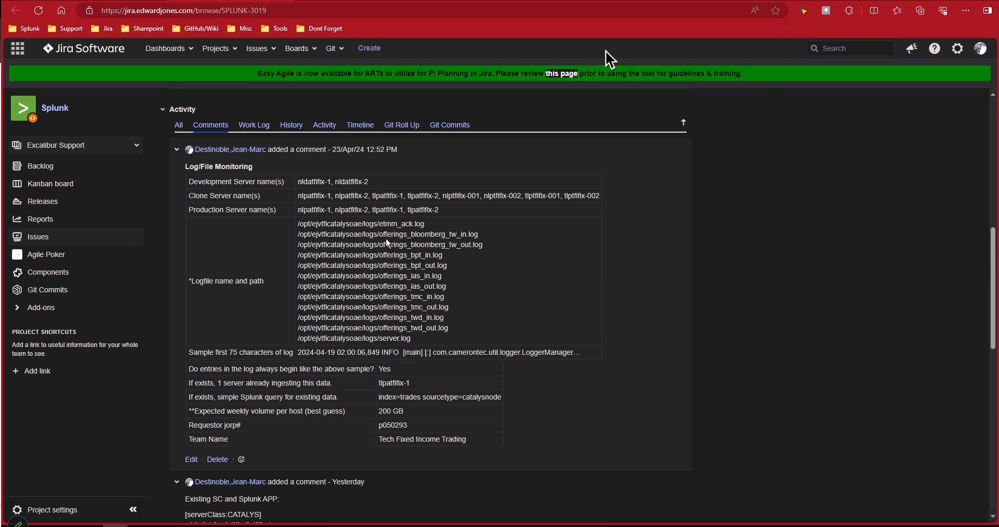 https://jira.edwardjones.com/browse/SPLUNK-3019
Splunk Support Jira Sharepoint GitHub/Wiki Misc Tools Dont Forget
Jira Software Dashboards Projects Issues Boards Git Create Search
Easy Agile is now available for ARTs to utilize for PI Planning in Jira. Please review this page prior to using the tool for guidelines & training.
Splunk
Excalibur Support
Backlog
Kanban board
Releases
Reports
Issues
Agile Poker
Components
Git Commits
Add-ons
PROJECT SHORTCUTS
Add a link to useful information for your whole
team to see.
+ Add link
Project settings
Activity
All Comments Work Log History Activity Timeline Git Roll Up Git Commits
Destinoble,Jean-Marc added a comment - 23/Apr/24 12:52 PM
Log/File Monitoring
Development Server name(s) nldatfifix-1, nldatfifix-2
Clone Server name(s) nlpatfifix-1, nlpatfifix-2, tlpatfifix-1, tlpatfifix-2, nlptfifix-001, nlptfifix-002, tlptfifix-001, tlptfifix-002
Production Server name(s) nlpatfifix-1, nlpatfifix-2, tlpatfifix-1, tlpatfifix-2
*Logfile name and path
/opt/ejvtficatalysoae/logs/etmm_ack.log
/opt/ejvtficatalysoae/logs/offerings_bloomberg_tw_in.log
/opt/ejvtficatalysoae/logs/offerings_bloomberg_tw_out.log
/opt/ejvtficatalysoae/logs/offerings_bpt_in.log
/opt/ejvtficatalysoae/logs/offerings_bpt_out.log
/opt/ejvtficatalysoae/logs/offerings_ias_in.log
/opt/ejvtficatalysoae/logs/offerings_ias_out.log
/opt/ejvtficatalysoae/logs/offerings_tmc_in.log
/opt/ejvtficatalysoae/logs/offerings_tmc_out.log
/opt/ejvtficatalysoae/logs/offerings_twd_in.log
/opt/ejvtficatalysoae/logs/offerings_twd_out.log
/opt/ejvtficatalysoae/logs/server.log
Sample first 75 characters of log 2024-04-19 02:00:06,849 INFO [main] [:] com.camerontec.util.logger.LoggerManager...
Do entries in the log always begin like the above sample? Yes
If exists, 1 server already ingesting this data. tlpatfifix-1
If exists, simple Splunk query for existing data. index=trades sourcetype=catalysnode
**Expected weekly volume per host (best guess) 200 GB
Requestor jorp# p050293
Team Name Tech Fixed Income Trading
Edit · Delete ·
Destinoble,Jean-Marc added a comment - Yesterday
Existing SC and Splunk APP:
[serverClass:CATALYS]